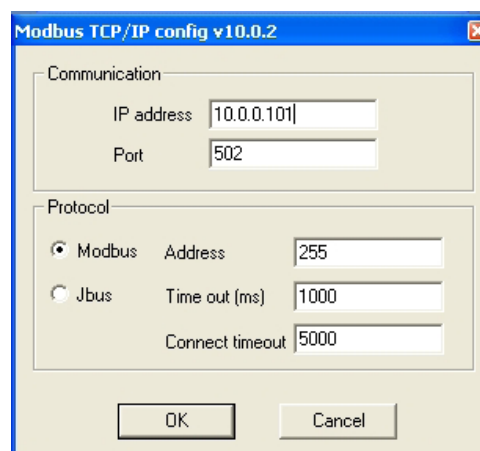 Modbus TCP/IP config v10.0.2
Communication
IP address 10.0.0.101
Port 502
Protocol
Modbus Address 255
Jbus Time out (ms) 1000
Connect timeout 5000
OK Cancel